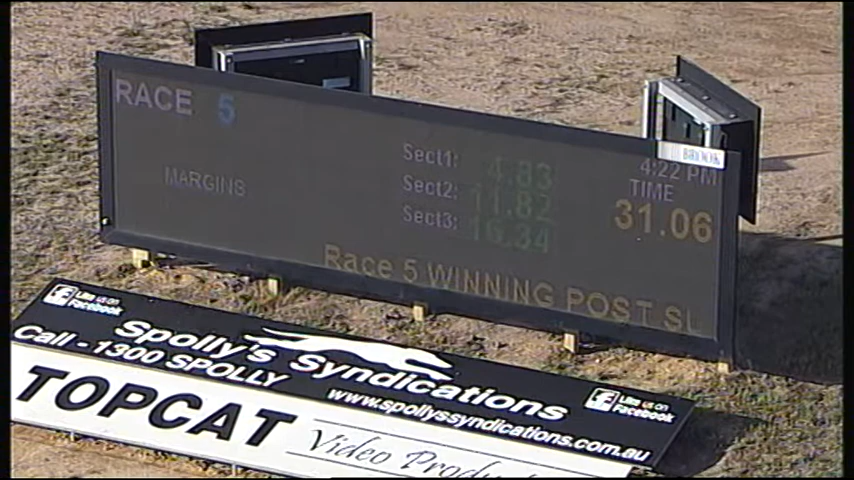 RACE 5
MARGINS
Sect1: 4.83
Sect2: 11.82
Sect3: 16.34
4:22 PM
TIME
31.06
Race 5 WINNING POST SL
Like us on
Facebook
Spolly's Syndications
Call - 1300 SPOLLY
www.spollyssyndications.com.au
Like us on
Facebook
TOPCAT
Video